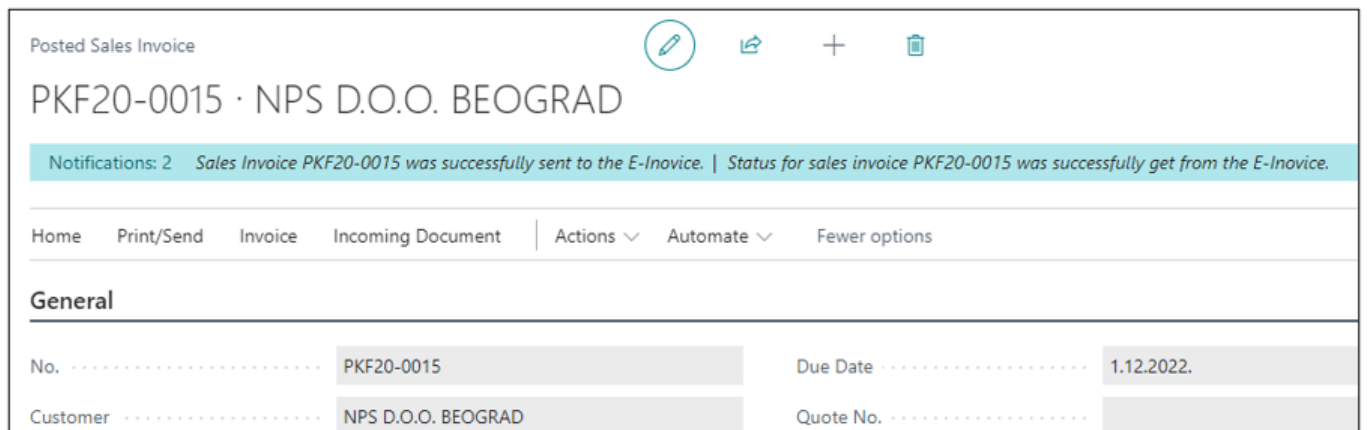 Posted Sales Invoice
PKF20-0015 · NPS D.O.O. BEOGRAD
Notifications: 2 Sales Invoice PKF20-0015 was successfully sent to the E-Inovice. | Status for sales invoice PKF20-0015 was successfully get from the E-Inovice.
Home Print/Send Invoice Incoming Document Actions Automate Fewer options
General
No. PKF20-0015 Due Date 1.12.2022.
Customer NPS D.O.O. BEOGRAD Quote No.